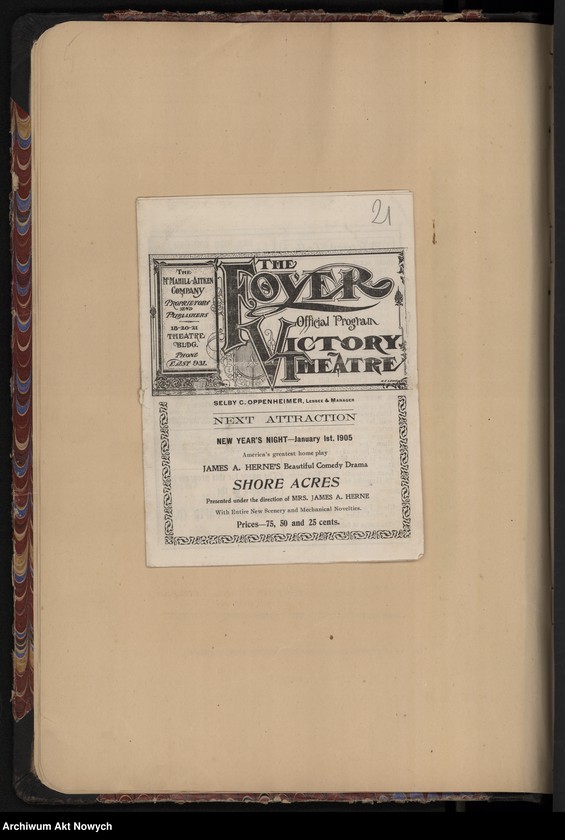 21
THE
McMAHILL-AITKEN
COMPANY
PROPRIETORS
AND
PUBLISHERS
18-20-21
THEATRE
BLDG.
PHONE
EAST 931.
THE
FOYER
Official Program
VICTORY
THEATRE
SELBY C. OPPENHEIMER, LESSEE & MANAGER
NEXT ATTRACTION
NEW YEAR'S NIGHT—January 1st. 1905
America's greatest home play
JAMES A. HERNE'S Beautiful Comedy Drama
SHORE ACRES
Presented under the direction of MRS. JAMES A. HERNE
With Entire New Scenery and Mechanical Novelties.
Prices—75, 50 and 25 cents.
Archiwum Akt Nowych